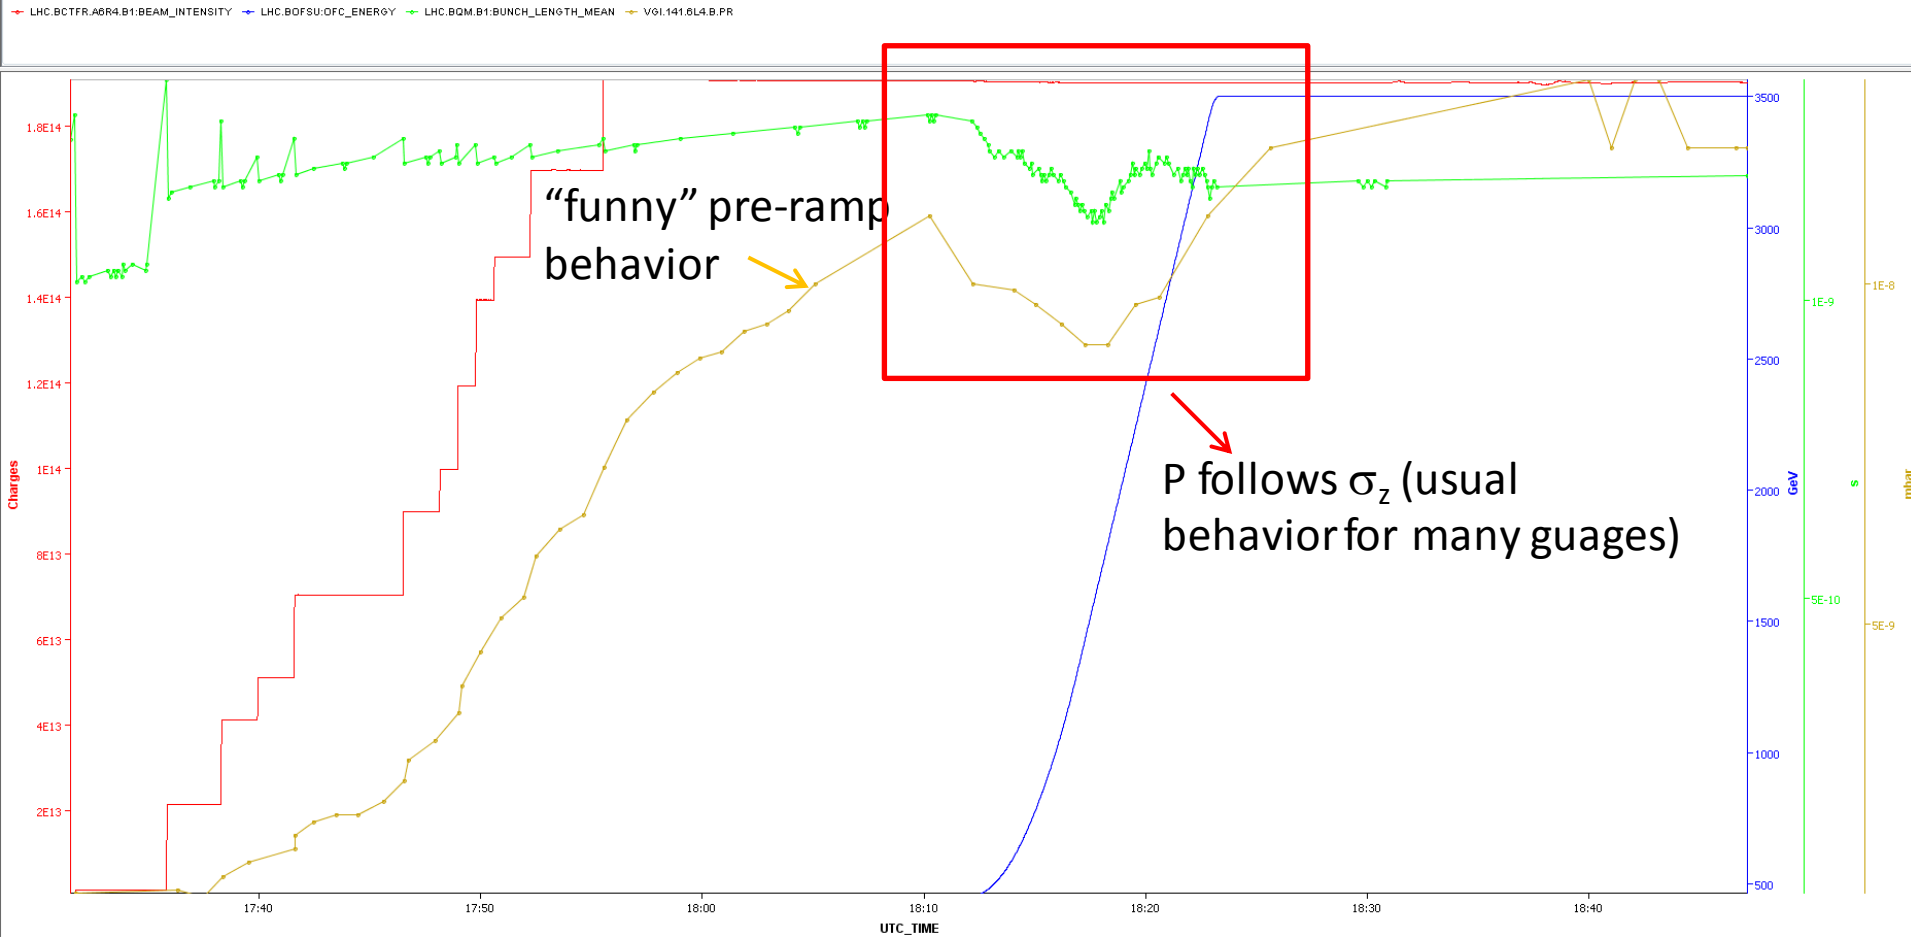 LHC.BCTFR.A6R4.B1:BEAM_INTENSITY LHC.BOFSU:OFC_ENERGY LHC.BQM.B1:BUNCH_LENGTH_MEAN VGI.141.6L4.B.PR
1.8E14
1.6E14
1.4E14
1.2E14
1E14
8E13
6E13
4E13
2E13
Charges
“funny” pre-ramp
behavior
P follows σz (usual
behavior for many guages)
3500
3000
2500
2000
1500
1000
500
GeV
1E-9
5E-10
s
1E-8
5E-9
mbar
17:40 17:50 18:00 18:10 18:20 18:30 18:40
UTC_TIME